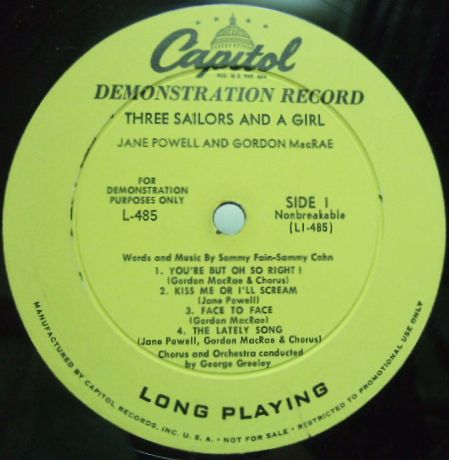 Capitol
REG. U.S. PAT. OFF.
DEMONSTRATION RECORD
THREE SAILORS AND A GIRL
JANE POWELL AND GORDON MacRAE
FOR
DEMONSTRATION
PURPOSES ONLY
L-485
SIDE 1
Nonbreakable
(L1-485)
Words and Music By Sammy Fain-Sammy Cahn
1. YOU'RE BUT OH SO RIGHT!
(Gordon MacRae & Chorus)
2. KISS ME OR I'LL SCREAM
(Jane Powell)
3. FACE TO FACE
(Gordon MacRae)
4. THE LATELY SONG
(Jane Powell, Gordon MacRae & Chorus)
Chorus and Orchestra conducted
by George Greeley
LONG PLAYING
MANUFACTURED BY CAPITOL RECORDS, INC. U. S. A. • NOT FOR SALE • RESTRICTED TO PROMOTIONAL USE ONLY